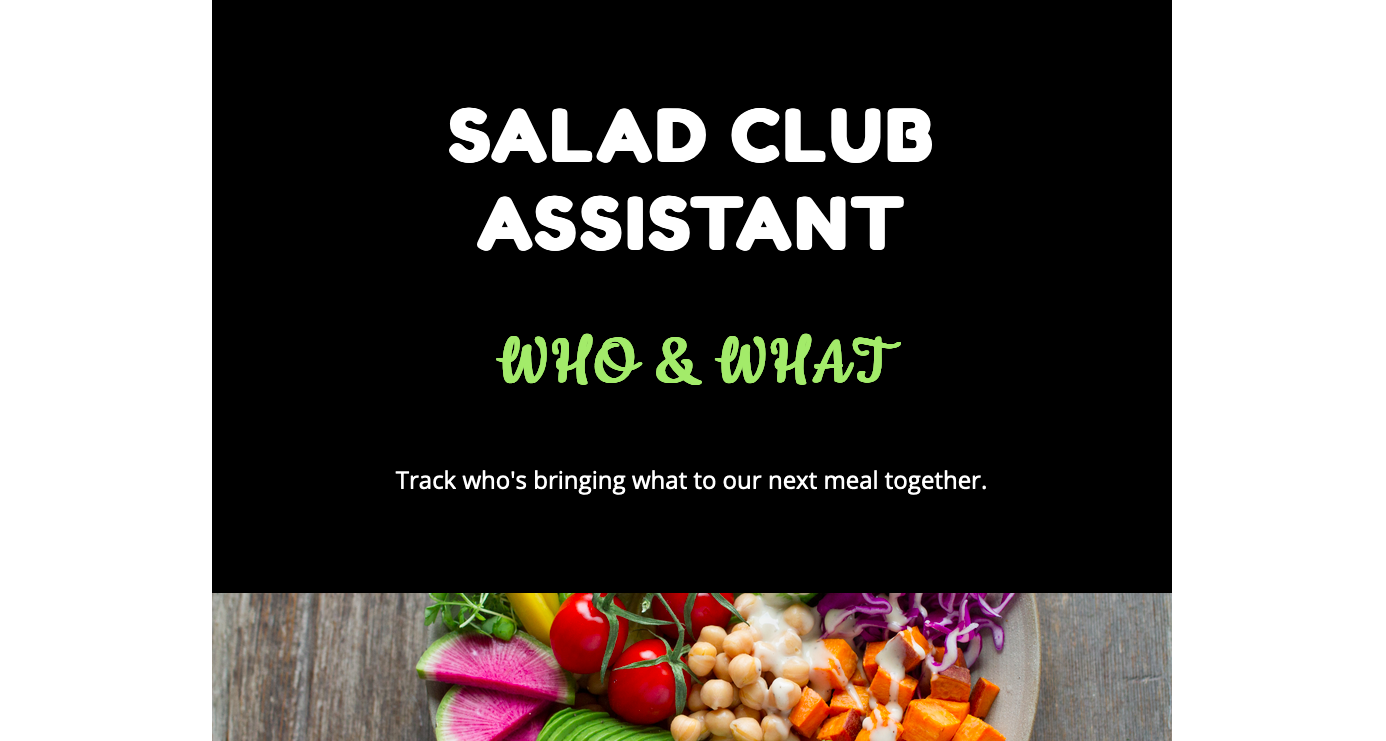 SALAD CLUB
ASSISTANT
WHO & WHAT
Track who's bringing what to our next meal together.